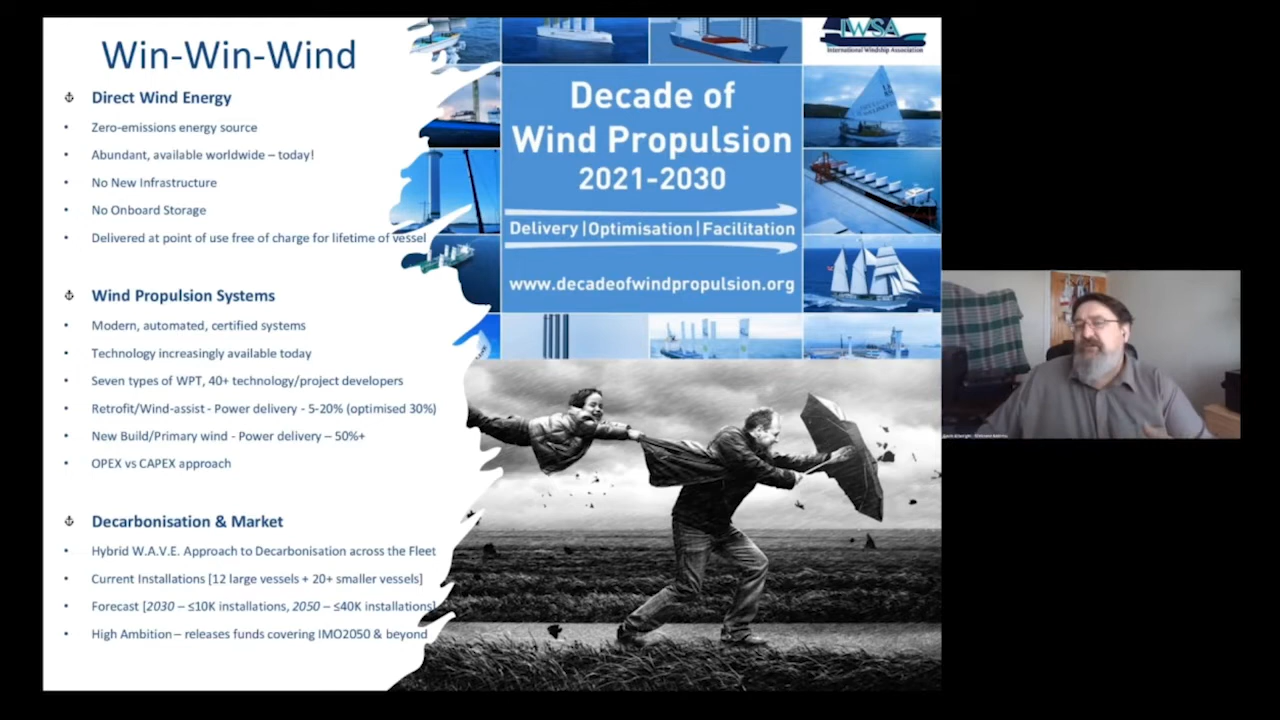 Win-Win-Wind
Direct Wind Energy
• Zero-emissions energy source
• Abundant, available worldwide – today!
• No New Infrastructure
• No Onboard Storage
• Delivered at point of use free of charge for lifetime of vessel
Wind Propulsion Systems
• Modern, automated, certified systems
• Technology increasingly available today
• Seven types of WPT, 40+ technology/project developers
• Retrofit/Wind-assist - Power delivery - 5-20% (optimised 30%)
• New Build/Primary wind - Power delivery – 50%+
• OPEX vs CAPEX approach
Decarbonisation & Market
• Hybrid W.A.V.E. Approach to Decarbonisation across the Fleet
• Current Installations [12 large vessels + 20+ smaller vessels]
• Forecast [2030 – ≤10K installations, 2050 – ≤40K installations]
• High Ambition – releases funds covering IMO2050 & beyond
IWSA
International Windship Association
Decade of
Wind Propulsion
2021-2030
Delivery|Optimisation|Facilitation
www.decadeofwindpropulsion.org